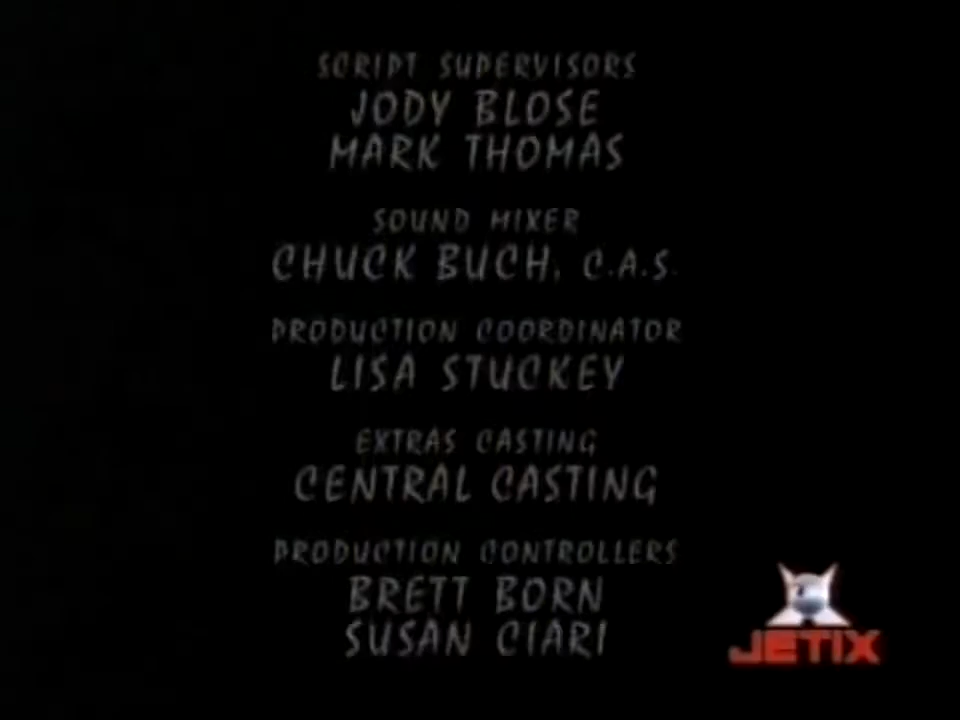 SCRIPT SUPERVISORS
JODY BLOSE
MARK THOMAS
SOUND MIXER
CHUCK BUCH, C.A.S.
PRODUCTION COORDINATOR
LISA STUCKEY
EXTRAS CASTING
CENTRAL CASTING
PRODUCTION CONTROLLERS
BRETT BORN
SUSAN CIARI
JETIX